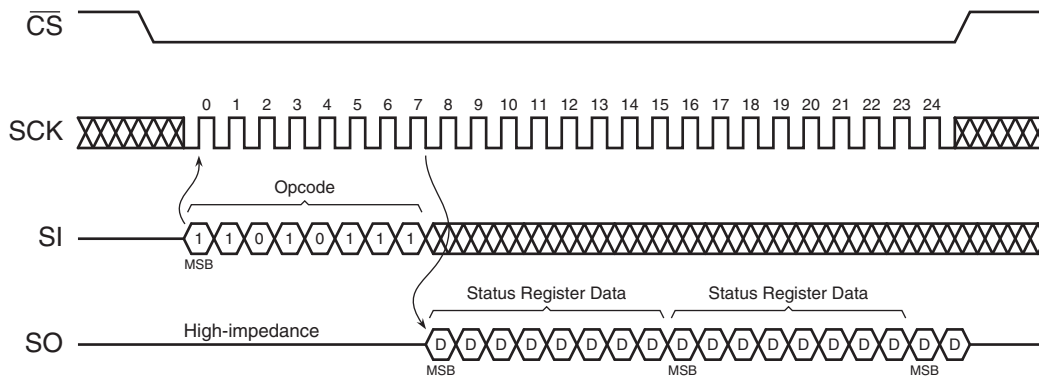 CS
0 1 2 3 4 5 6 7 8 9 10 11 12 13 14 15 16 17 18 19 20 21 22 23 24
SCK
Opcode
SI
1 1 0 1 0 1 1 1
MSB
Status Register Data Status Register Data
High-impedance
SO
D D D D D D D D D D D D D D D D D D
MSB MSB MSB